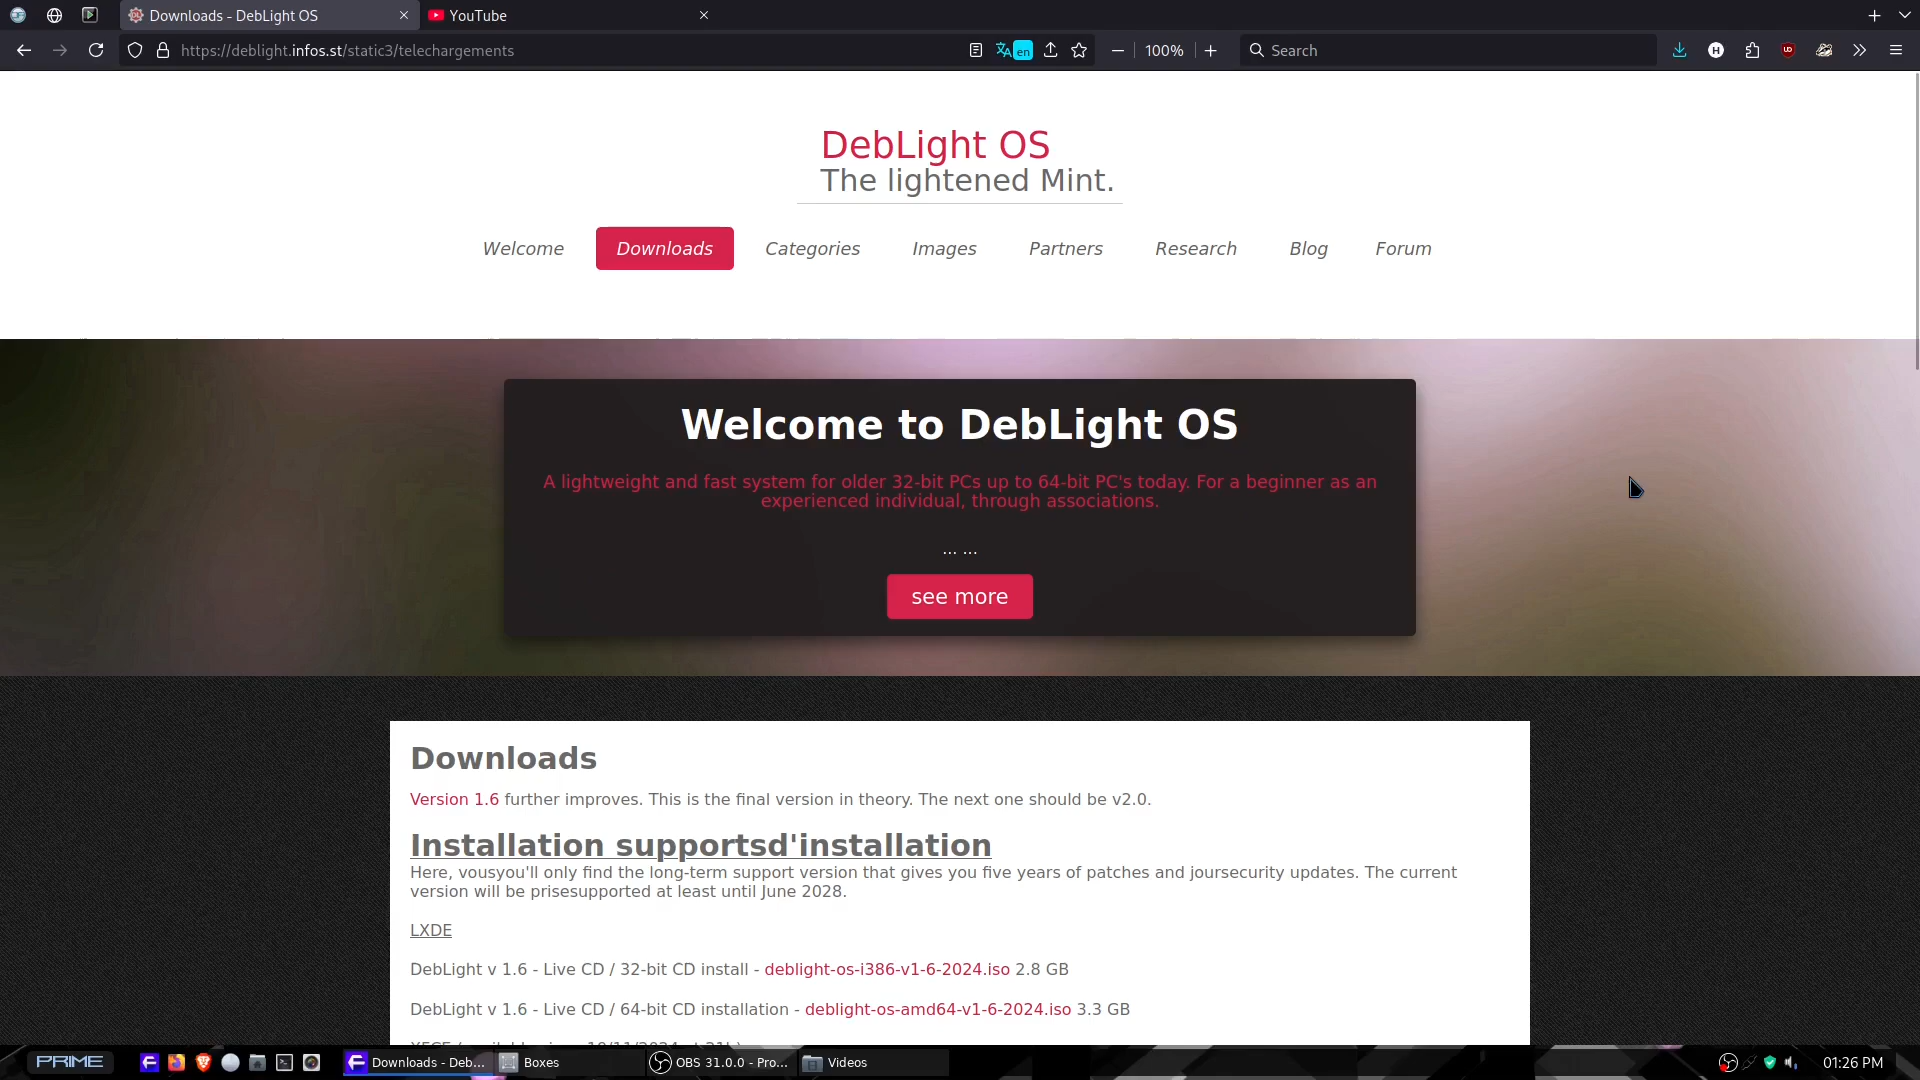 Downloads - DebLight OS
YouTube
https://deblight.infos.st/static3/telechargements
en
100%
Search
DebLight OS
The lightened Mint.
Welcome
Downloads
Categories
Images
Partners
Research
Blog
Forum
Welcome to DebLight OS
A lightweight and fast system for older 32-bit PCs up to 64-bit PC's today. For a beginner as an
experienced individual, through associations.
... ...
see more
Downloads
Version 1.6 further improves. This is the final version in theory. The next one should be v2.0.
Installation supportsd'installation
Here, vousyou'll only find the long-term support version that gives you five years of patches and joursecurity updates. The current
version will be prisesupported at least until June 2028.
LXDE
DebLight v 1.6 - Live CD / 32-bit CD install - deblight-os-i386-v1-6-2024.iso 2.8 GB
DebLight v 1.6 - Live CD / 64-bit CD installation - deblight-os-amd64-v1-6-2024.iso 3.3 GB
PRIME
Downloads - Deb...
Boxes
OBS 31.0.0 - Pro...
Videos
01:26 PM